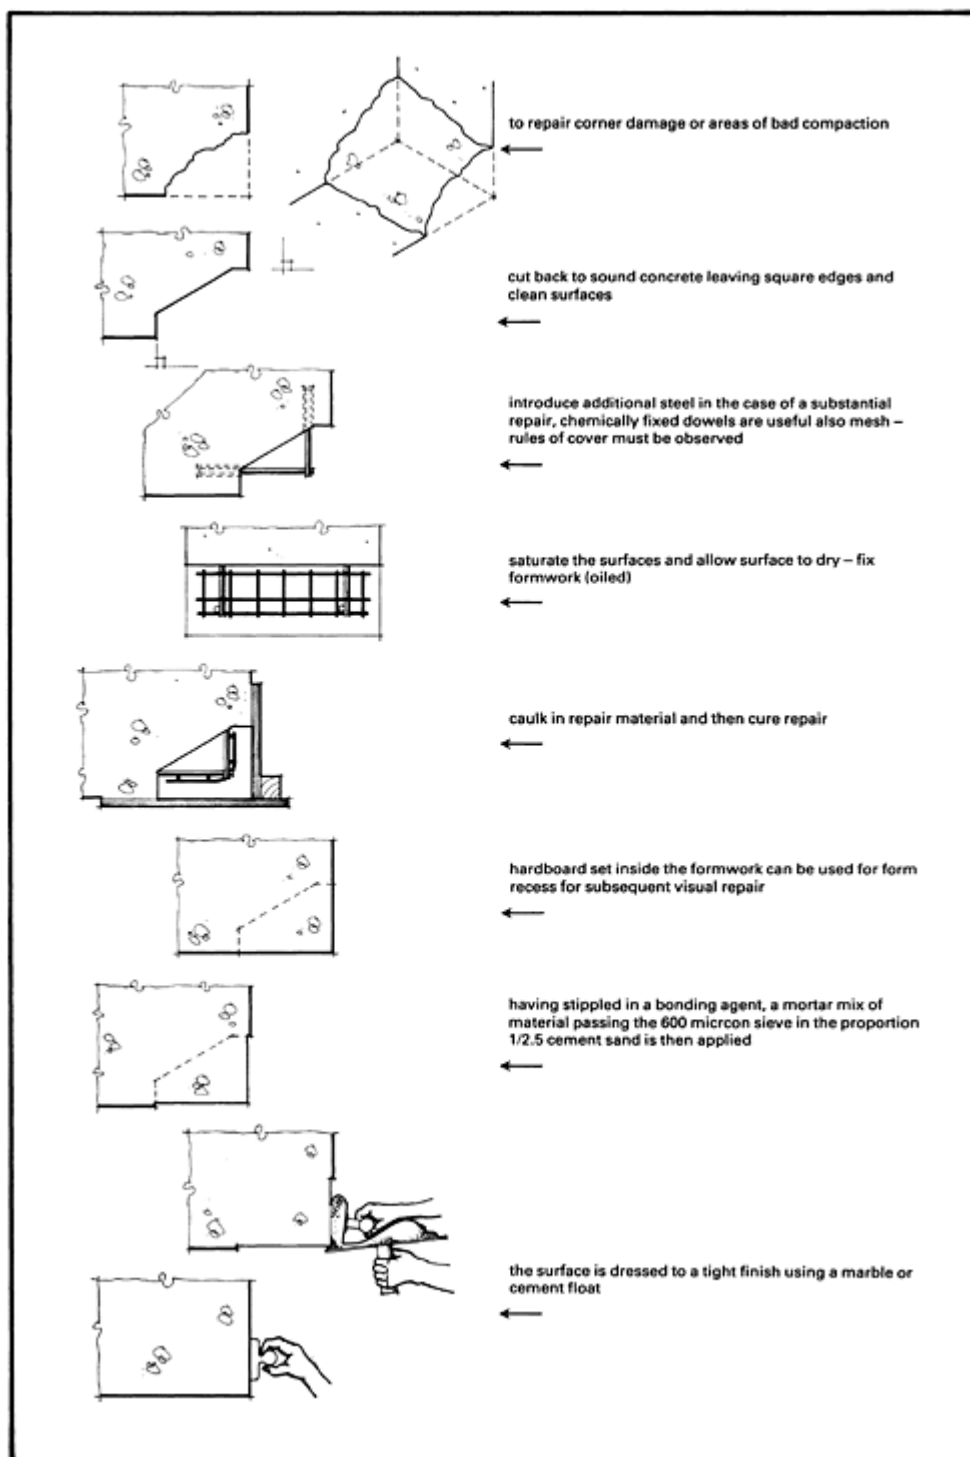 to repair corner damage or areas of bad compaction
cut back to sound concrete leaving square edges and
clean surfaces
introduce additional steel in the case of a substantial
repair, chemically fixed dowels are useful also mesh –
rules of cover must be observed
saturate the surfaces and allow surface to dry – fix
formwork (oiled)
caulk in repair material and then cure repair
hardboard set inside the formwork can be used for form
recess for subsequent visual repair
having stippled in a bonding agent, a mortar mix of
material passing the 600 micrcon sieve in the proportion
1/2.5 cement sand is then applied
the surface is dressed to a tight finish using a marble or
cement float